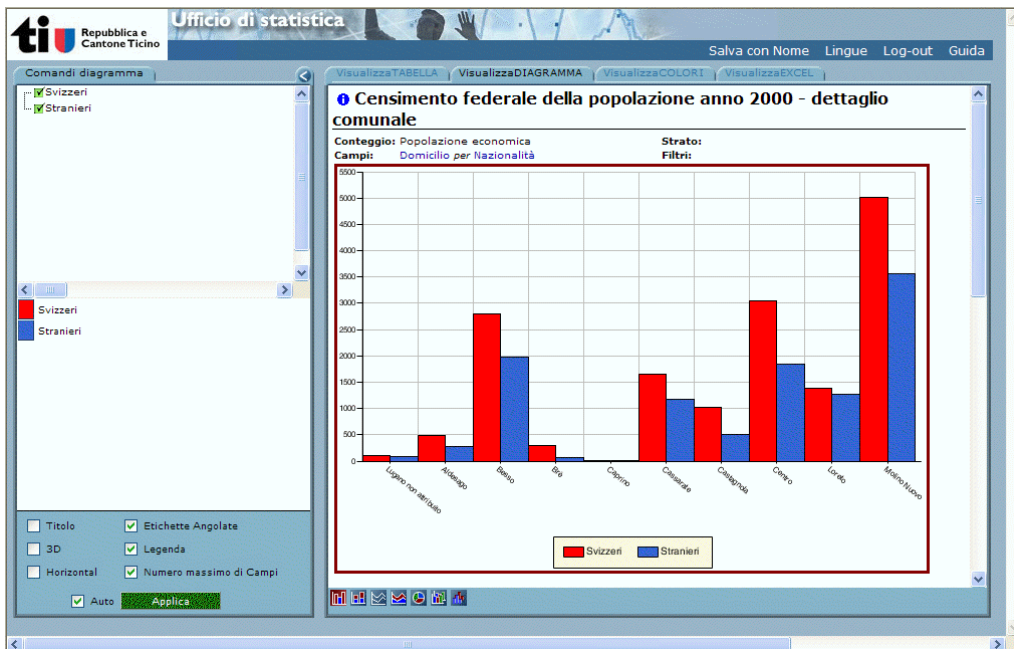 Ufficio di statistica
ti Repubblica e
Cantone Ticino
Salva con Nome Lingue Log-out Guida
Comandi diagramma
Svizzeri
Stranieri
Svizzeri
Stranieri
Titolo Etichette Angolate
3D Legenda
Horizontal Numero massimo di Campi
Auto Applica
VisualizzaTABELLA VisualizzaDIAGRAMMA VisualizzaCOLORI VisualizzaEXCEL
Censimento federale della popolazione anno 2000 - dettaglio
comunale
Conteggio: Popolazione economica Strato:
Campi: Domicilio per Nazionalità Filtri:
5500
5000
4500
4000
3500
3000
2500
2000
1500
1000
500
0
Lugano non attribuito Aldesago Besso Brè Caprino Cassarate Castagnola Centro Loreto Molino Nuovo
Svizzeri Stranieri